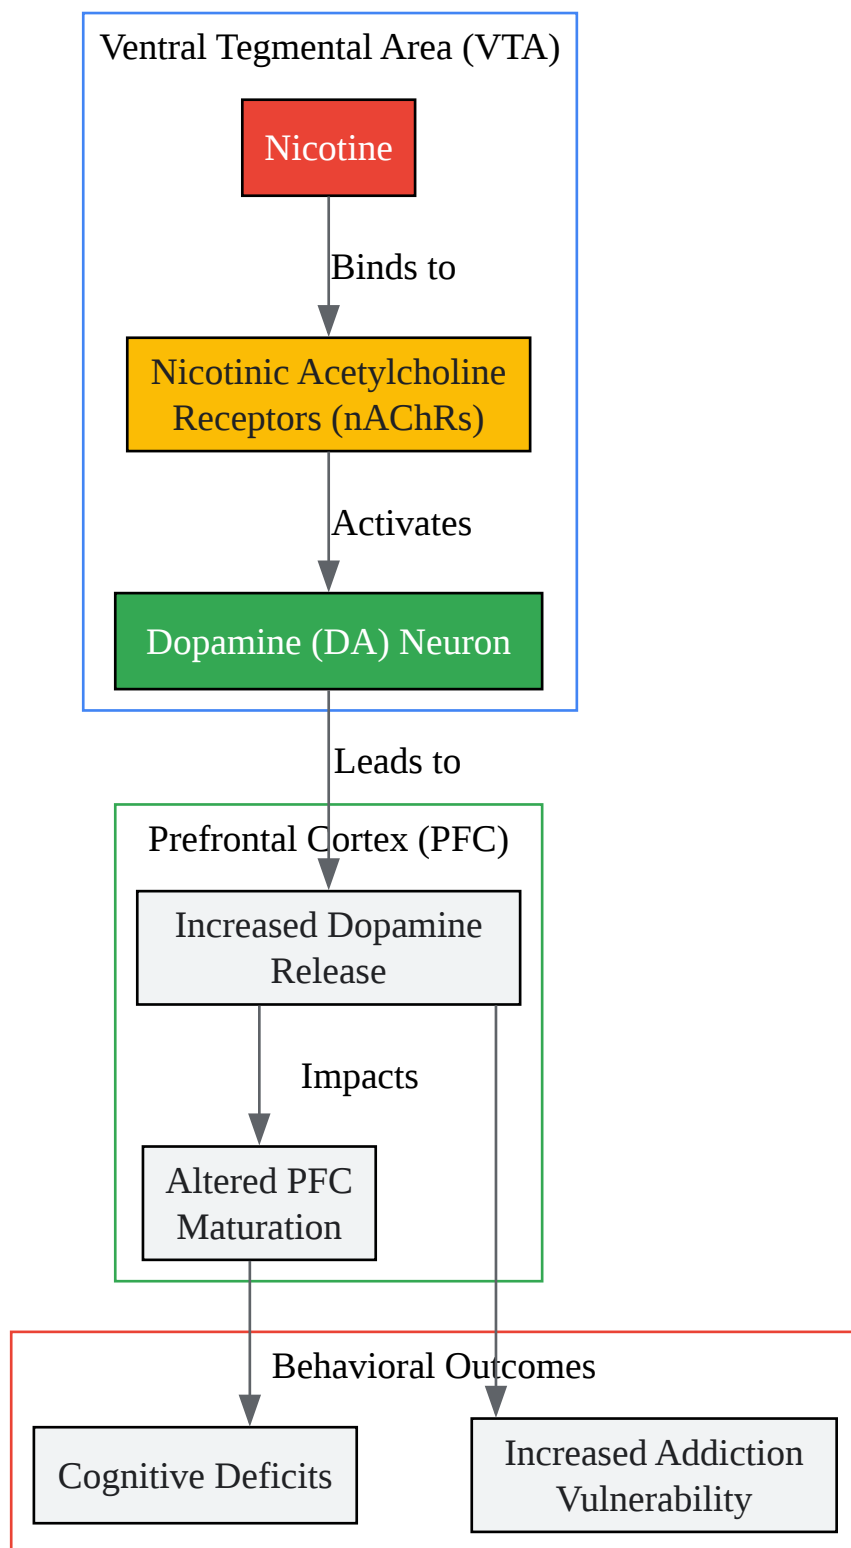 Ventral Tegmental Area (VTA)
Nicotine
Binds to
Nicotinic Acetylcholine
Receptors (nAChRs)
Activates
Dopamine (DA) Neuron
Leads to
Prefrontal Cortex (PFC)
Increased Dopamine
Release
Impacts
Altered PFC
Maturation
Behavioral Outcomes
Cognitive Deficits
Increased Addiction
Vulnerability